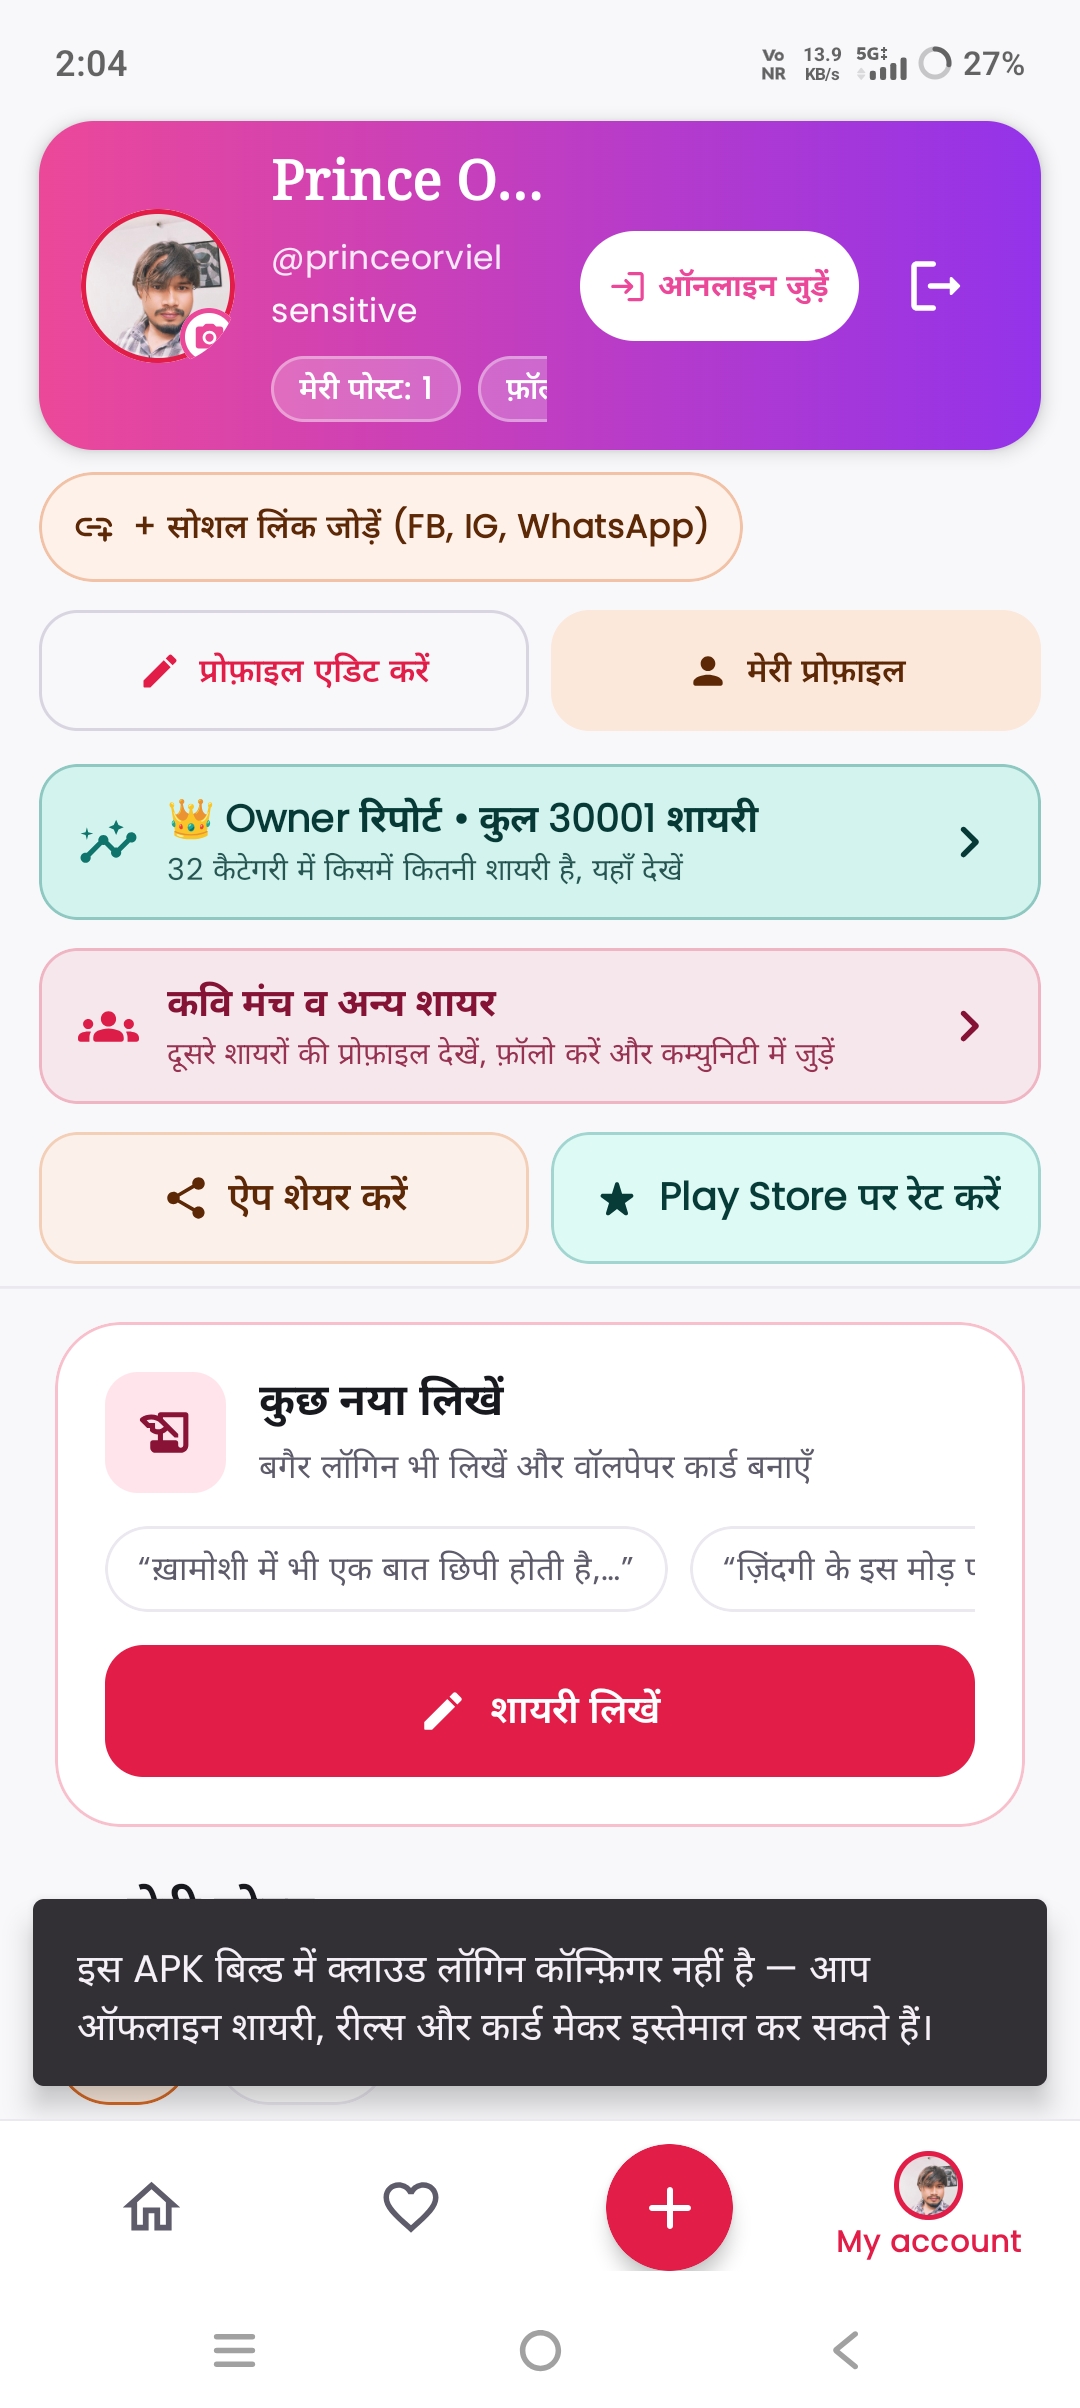 2:04
Vo NR
13.9 KB/s
5G‡
27%
Prince O...
@princeorviel
sensitive
मेरी पोस्ट: 1
ऑनलाइन जुड़ें
+ सोशल लिंक जोड़ें (FB, IG, WhatsApp)
प्रोफ़ाइल एडिट करें
मेरी प्रोफ़ाइल
👑 Owner रिपोर्ट • कुल 30001 शायरी
32 कैटेगरी में किसमें कितनी शायरी है, यहाँ देखें
कवि मंच व अन्य शायर
दूसरे शायरों की प्रोफ़ाइल देखें, फ़ॉलो करें और कम्युनिटी में जुड़ें
ऐप शेयर करें
Play Store पर रेट करें
कुछ नया लिखें
बगैर लॉगिन भी लिखें और वॉलपेपर कार्ड बनाएँ
“ख़ामोशी में भी एक बात छिपी होती है,...”
“ज़िंदगी के इस मोड़
शायरी लिखें
इस APK बिल्ड में क्लाउड लॉगिन कॉन्फ़िगर नहीं है — आप
ऑफलाइन शायरी, रील्स और कार्ड मेकर इस्तेमाल कर सकते हैं।
My account